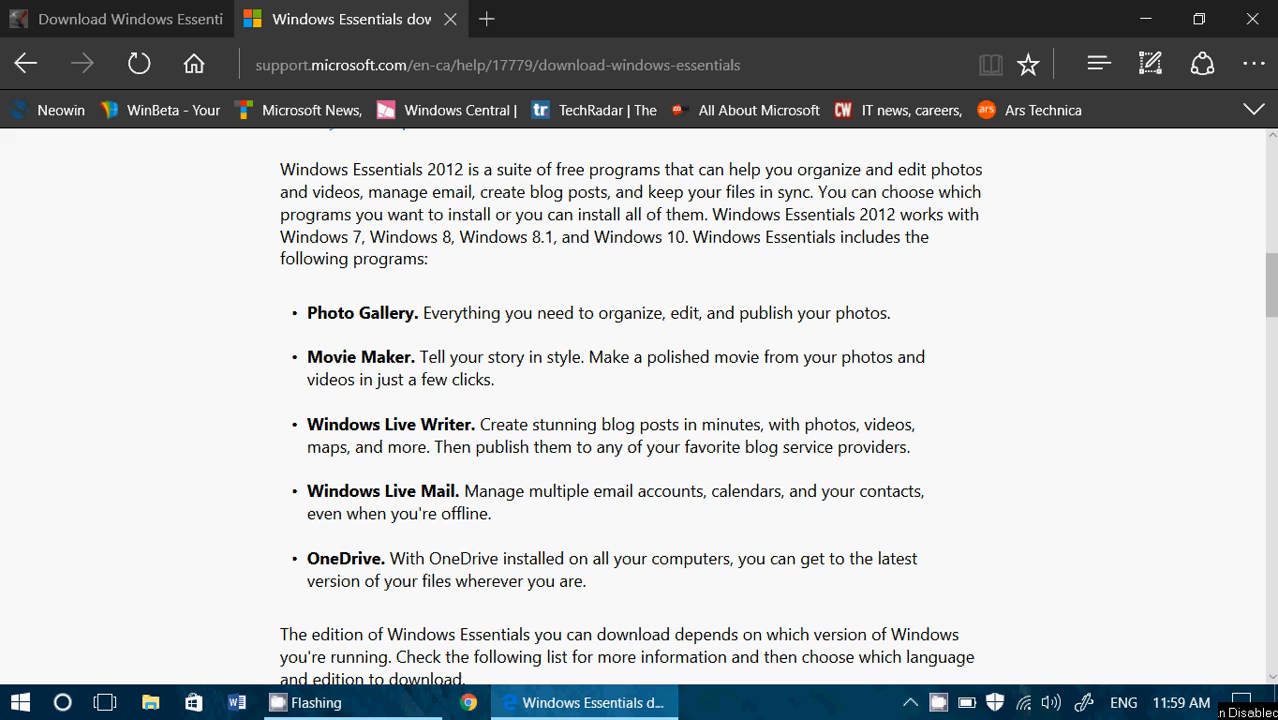 Download Windows Essenti
Windows Essentials dow
support.microsoft.com/en-ca/help/17779/download-windows-essentials
Neowin
WinBeta - Your
Microsoft News,
Windows Central |
tr TechRadar | The
All About Microsoft
CW IT news, careers,
ars Ars Technica
Windows Essentials 2012 is a suite of free programs that can help you organize and edit photos
and videos, manage email, create blog posts, and keep your files in sync. You can choose which
programs you want to install or you can install all of them. Windows Essentials 2012 works with
Windows 7, Windows 8, Windows 8.1, and Windows 10. Windows Essentials includes the
following programs:
• Photo Gallery. Everything you need to organize, edit, and publish your photos.
• Movie Maker. Tell your story in style. Make a polished movie from your photos and
videos in just a few clicks.
• Windows Live Writer. Create stunning blog posts in minutes, with photos, videos,
maps, and more. Then publish them to any of your favorite blog service providers.
• Windows Live Mail. Manage multiple email accounts, calendars, and your contacts,
even when you're offline.
• OneDrive. With OneDrive installed on all your computers, you can get to the latest
version of your files wherever you are.
The edition of Windows Essentials you can download depends on which version of Windows
you're running. Check the following list for more information and then choose which language
and edition to download.
Flashing
Windows Essentials d...
ENG
11:59 AM
n Disabled